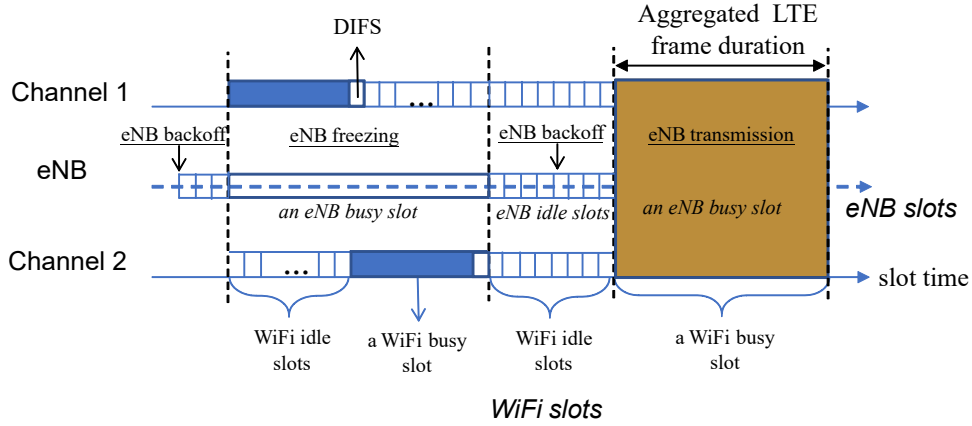 Aggregated LTE
frame duration
DIFS
Channel 1
...
eNB backoff
eNB freezing
eNB backoff
eNB transmission
eNB
an eNB busy slot
eNB idle slots
an eNB busy slot
eNB slots
Channel 2
...
slot time
WiFi idle
slots
a WiFi busy
slot
WiFi idle
slots
a WiFi busy
slot
WiFi slots